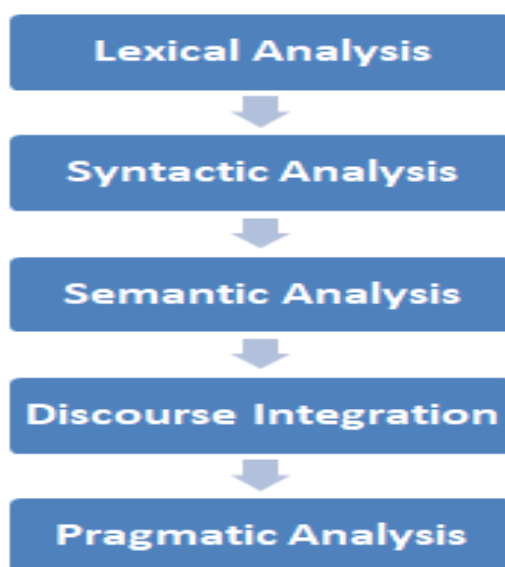 Lexical Analysis
Syntactic Analysis
Semantic Analysis
Discourse Integration
Pragmatic Analysis